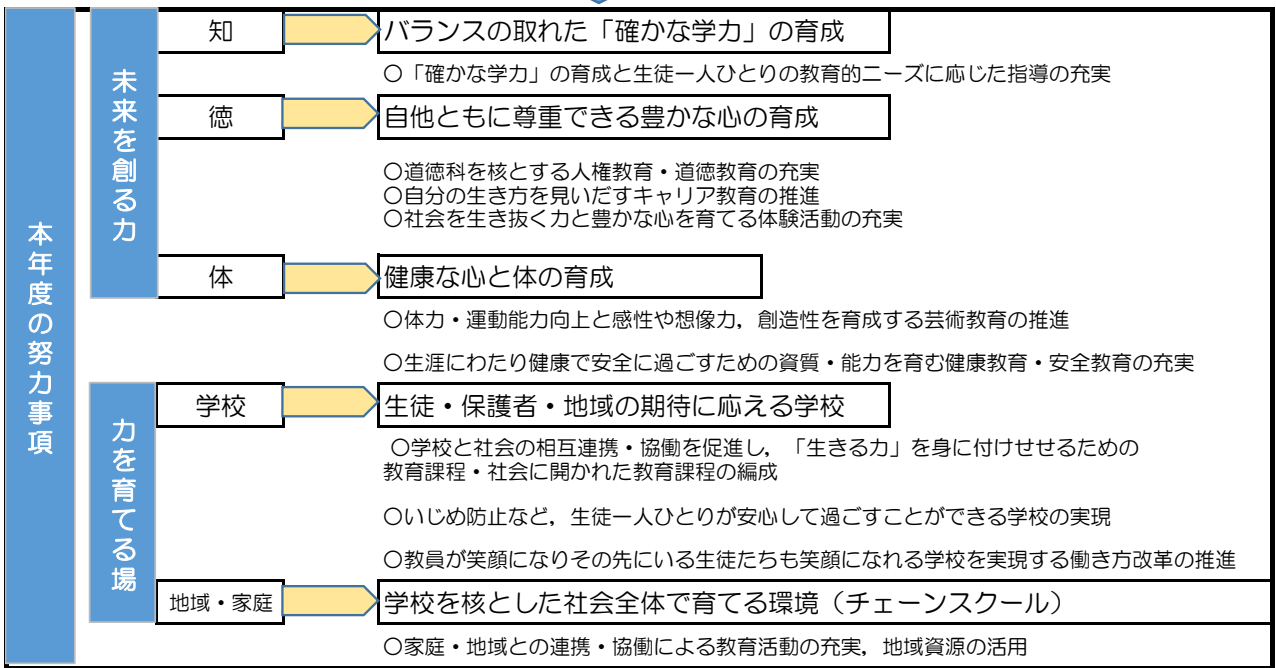 本年度の努力事項
未来を創る力
知
バランスの取れた「確かな学力」の育成
〇「確かな学力」の育成と生徒一人ひとりの教育的ニーズに応じた指導の充実
徳
自他ともに尊重できる豊かな心の育成
〇道徳科を核とする人権教育・道徳教育の充実
〇自分の生き方を見いだすキャリア教育の推進
〇社会を生き抜く力と豊かな心を育てる体験活動の充実
体
健康な心と体の育成
〇体力・運動能力向上と感性や想像力，創造性を育成する芸術教育の推進
〇生涯にわたり健康で安全に過ごすための資質・能力を育む健康教育・安全教育の充実
力を育てる場
学校
生徒・保護者・地域の期待に応える学校
〇学校と社会の相互連携・協働を促進し，「生きる力」を身に付けせせるための
教育課程・社会に開かれた教育課程の編成
〇いじめ防止など，生徒一人ひとりが安心して過ごすことができる学校の実現
〇教員が笑顔になりその先にいる生徒たちも笑顔になれる学校を実現する働き方改革の推進
地域・家庭
学校を核とした社会全体で育てる環境（チェーンスクール）
〇家庭・地域との連携・協働による教育活動の充実，地域資源の活用